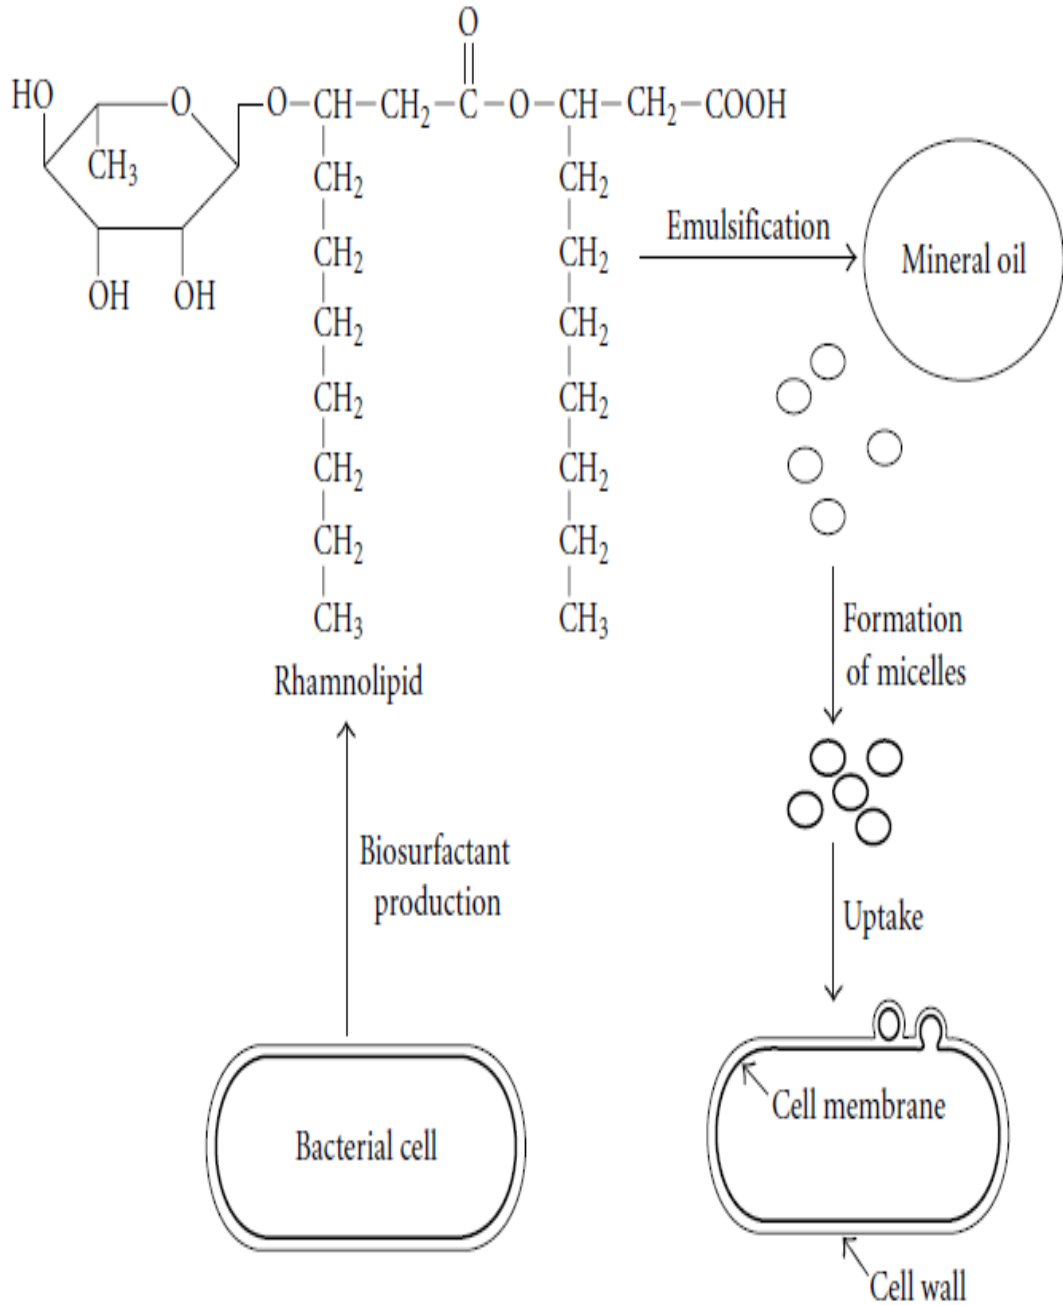 O
HO
O
O–CH–CH₂–C–O–CH–CH₂–COOH
CH₃
CH₂
CH₂
CH₂
CH₂
OH
OH
CH₂
CH₂
CH₂
CH₂
CH₂
CH₂
CH₂
CH₂
CH₃
CH₃
Rhamnolipid
Emulsification
Mineral oil
Formation
of micelles
Uptake
Biosurfactant
production
Bacterial cell
Cell membrane
Cell wall